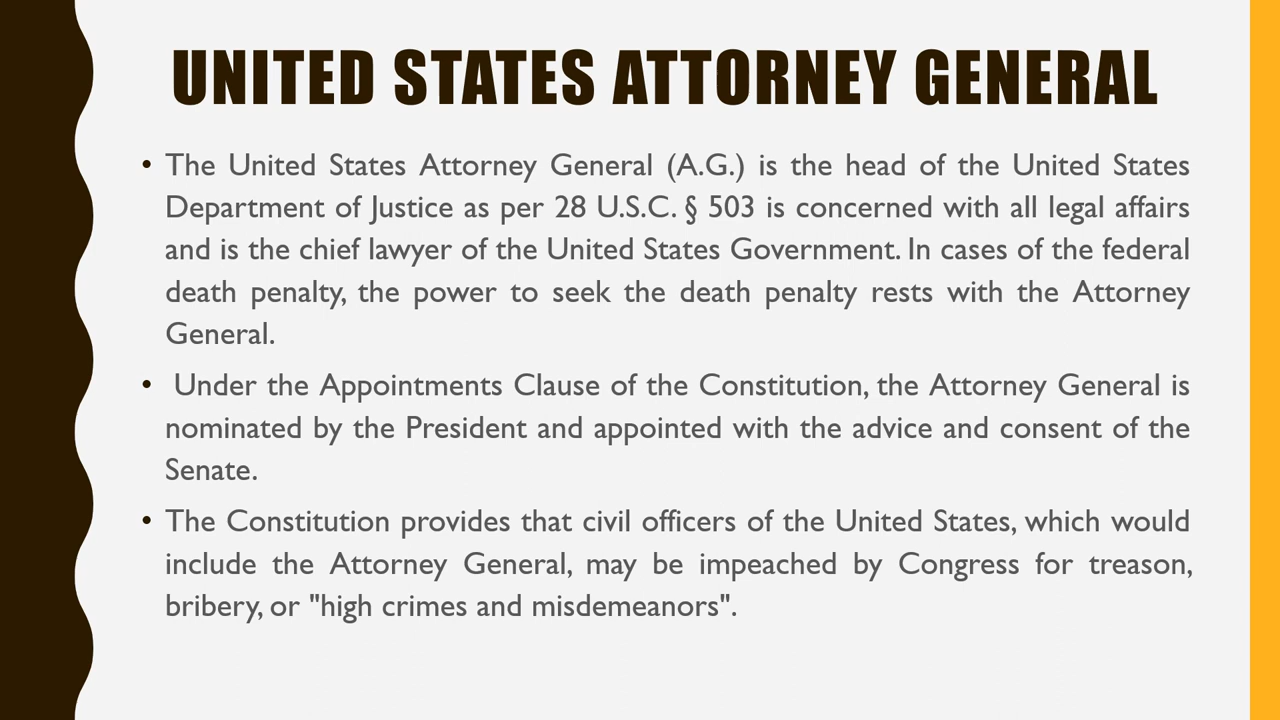 UNITED STATES ATTORNEY GENERAL
• The United States Attorney General (A.G.) is the head of the United States
Department of Justice as per 28 U.S.C. § 503 is concerned with all legal affairs
and is the chief lawyer of the United States Government. In cases of the federal
death penalty, the power to seek the death penalty rests with the Attorney
General.
• Under the Appointments Clause of the Constitution, the Attorney General is
nominated by the President and appointed with the advice and consent of the
Senate.
• The Constitution provides that civil officers of the United States, which would
include the Attorney General, may be impeached by Congress for treason,
bribery, or "high crimes and misdemeanors".